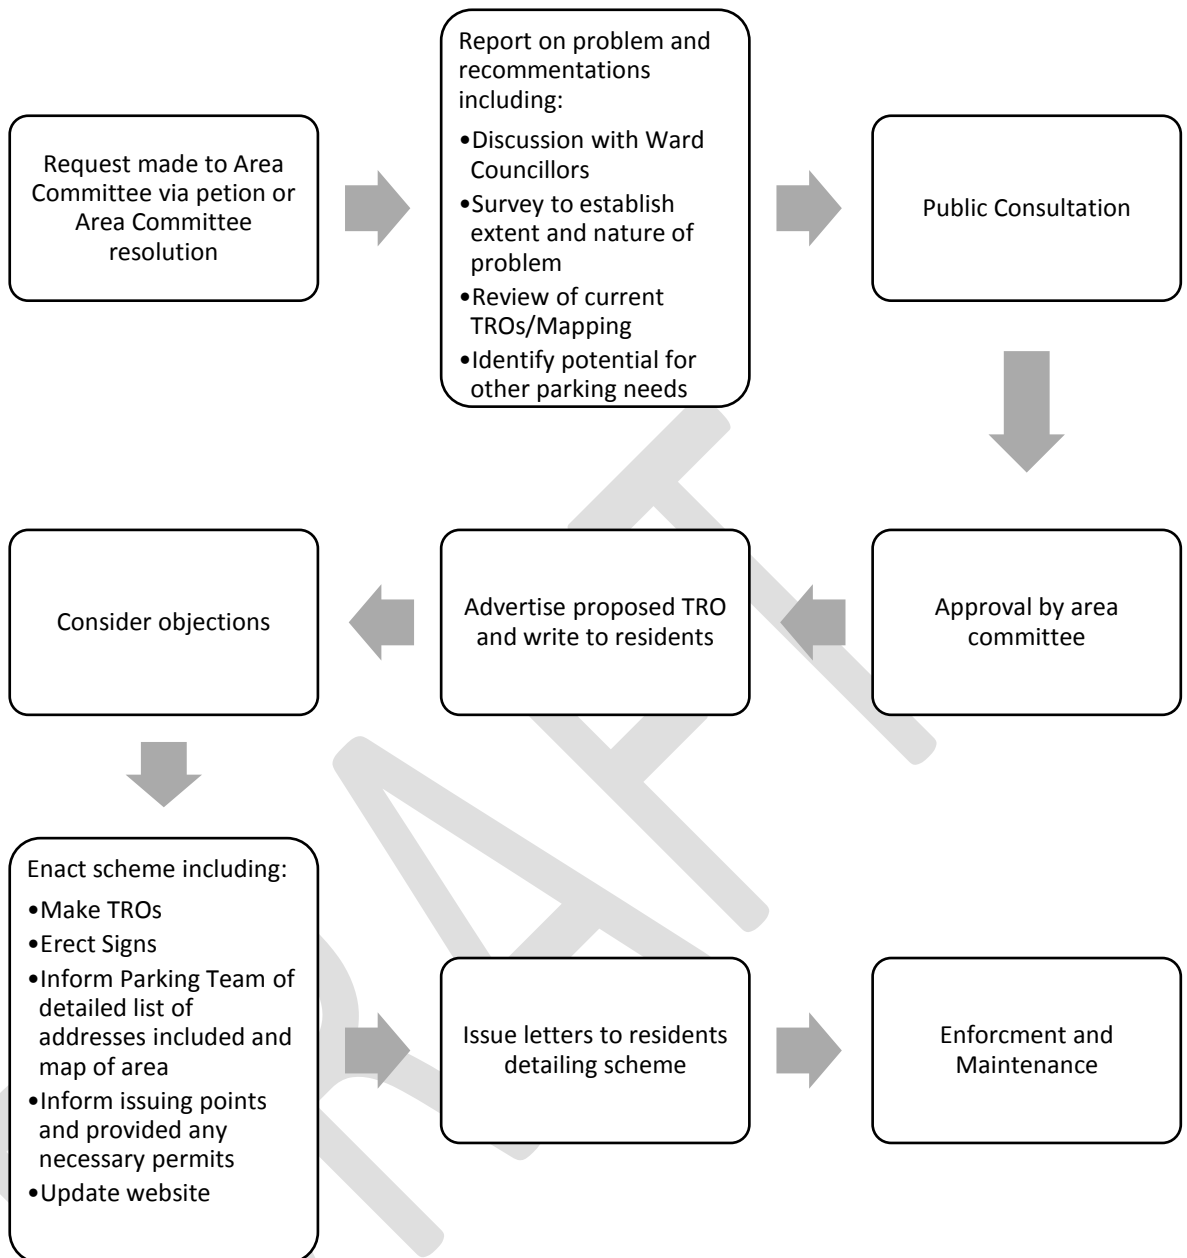 Request made to Area
Committee via petion or
Area Committee
resolution
Report on problem and
recommentations
including:
•Discussion with Ward
Councillors
•Survey to establish
extent and nature of
problem
•Review of current
TROs/Mapping
•Identify potential for
other parking needs
Public Consultation
Approval by area
committee
Advertise proposed TRO
and write to residents
Consider objections
Enact scheme including:
•Make TROs
•Erect Signs
•Inform Parking Team of
detailed list of
addresses included and
map of area
•Inform issuing points
and provided any
necessary permits
•Update website
Issue letters to residents
detailing scheme
Enforcment and
Maintenance
DRAFT